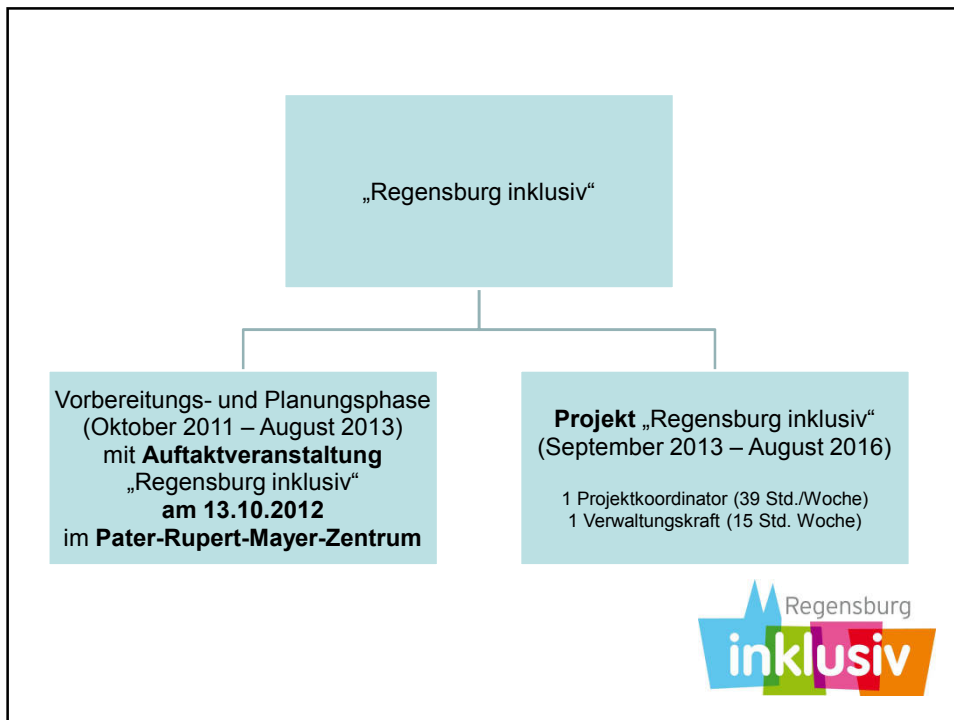 „Regensburg inklusiv“
Vorbereitungs- und Planungsphase
(Oktober 2011 – August 2013)
mit Auftaktveranstaltung
„Regensburg inklusiv“
am 13.10.2012
im Pater-Rupert-Mayer-Zentrum
Projekt „Regensburg inklusiv“
(September 2013 – August 2016)
1 Projektkoordinator (39 Std./Woche)
1 Verwaltungskraft (15 Std. Woche)
Regensburg
inklusiv